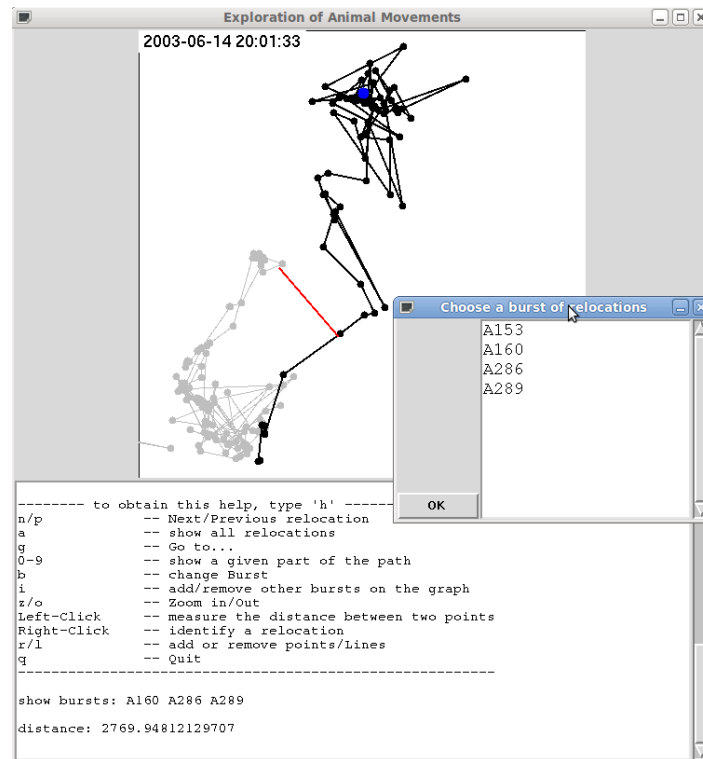 Exploration of Animal Movements
2003-06-14 20:01:33
Choose a burst of relocations
A153
A160
A286
A289
OK
-------- to obtain this help, type 'h' ------
n/p -- Next/Previous relocation
a -- show all relocations
g -- Go to...
0-9 -- show a given part of the path
b -- change Burst
i -- add/remove other bursts on the graph
z/o -- Zoom in/Out
Left-Click -- measure the distance between two points
Right-Click -- identify a relocation
r/l -- add or remove points/Lines
q -- Quit
---------------------------------------------------------
show bursts: A160 A286 A289
distance: 2769.94812129707